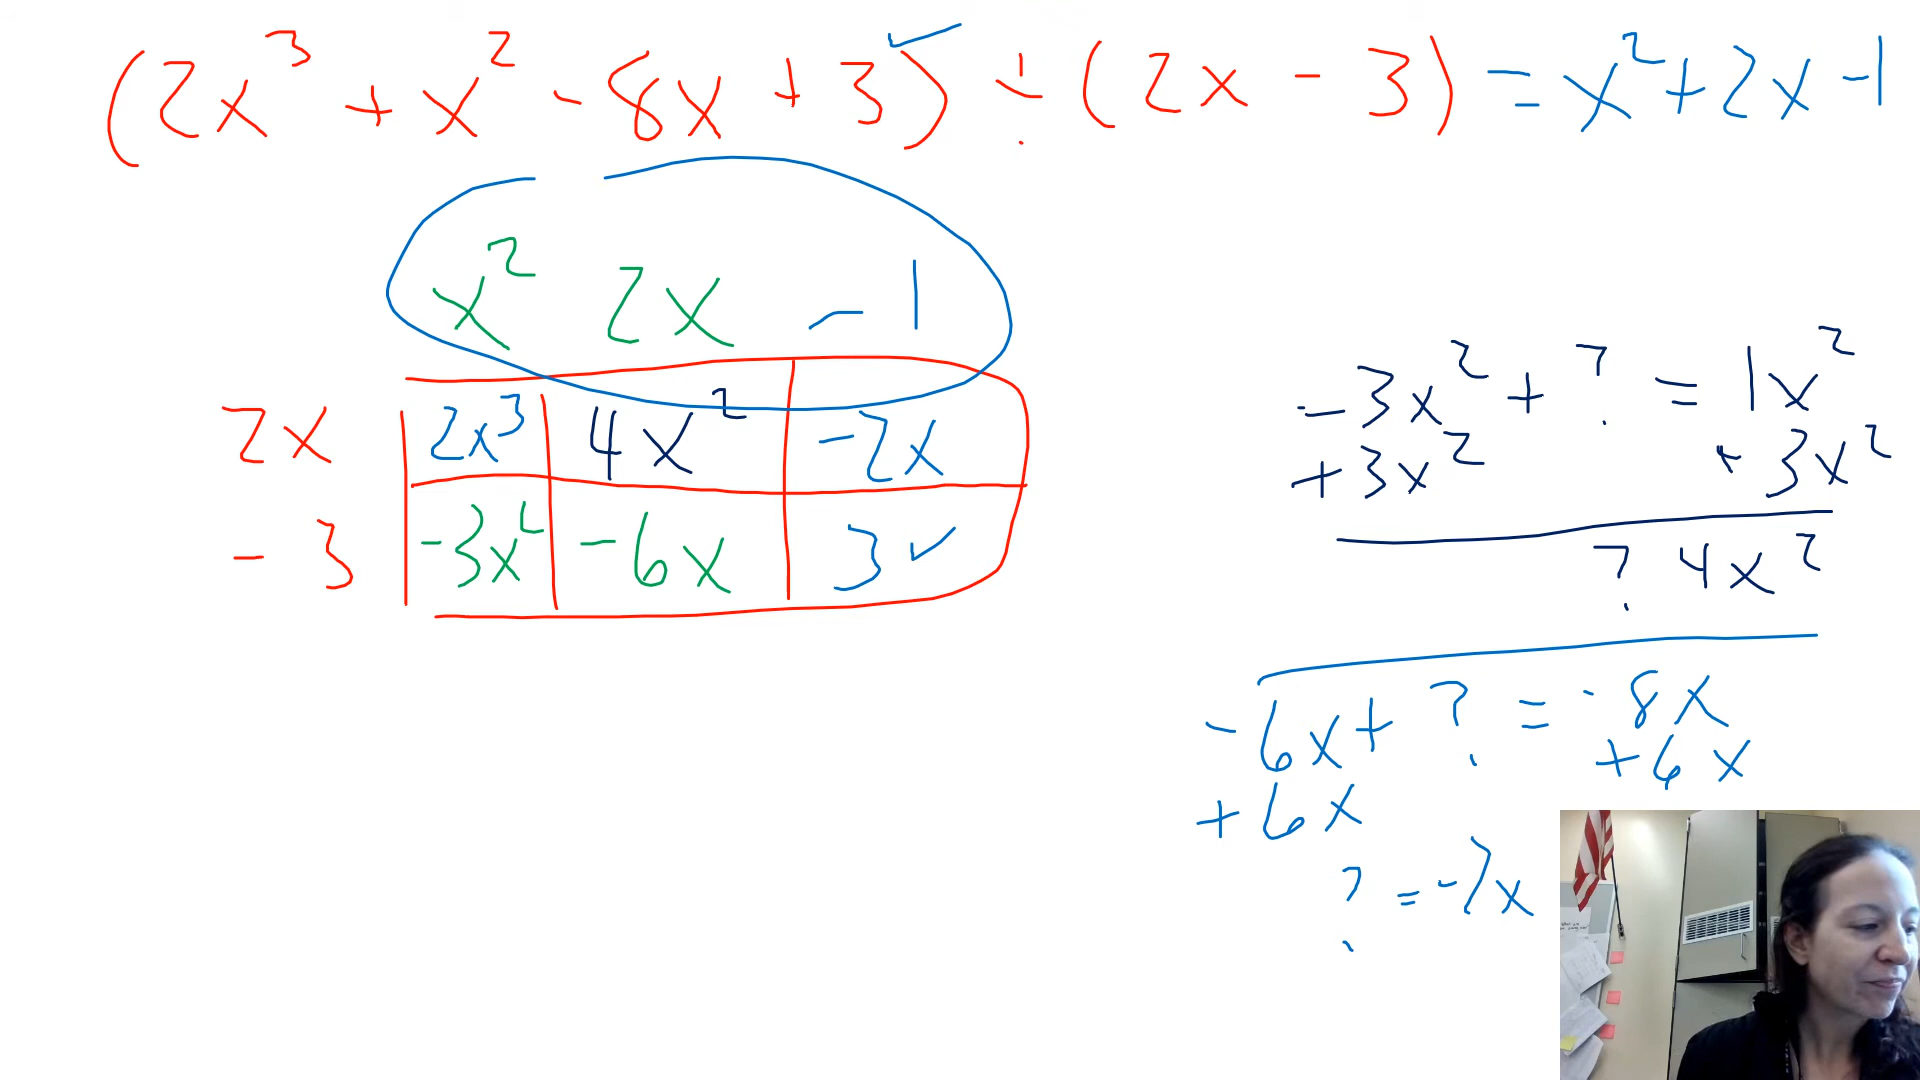 (2x³ + x² - 8x + 3) ÷ (2x - 3) = x² + 2x - 1
x² 2x - 1
2x 2x³ 4x² -2x
- 3 -3x² -6x 3
-3x² + ? = 1x²
+3x² + 3x²
? 4x²
-6x + ? = -8x
+6x +6x
? = -2x